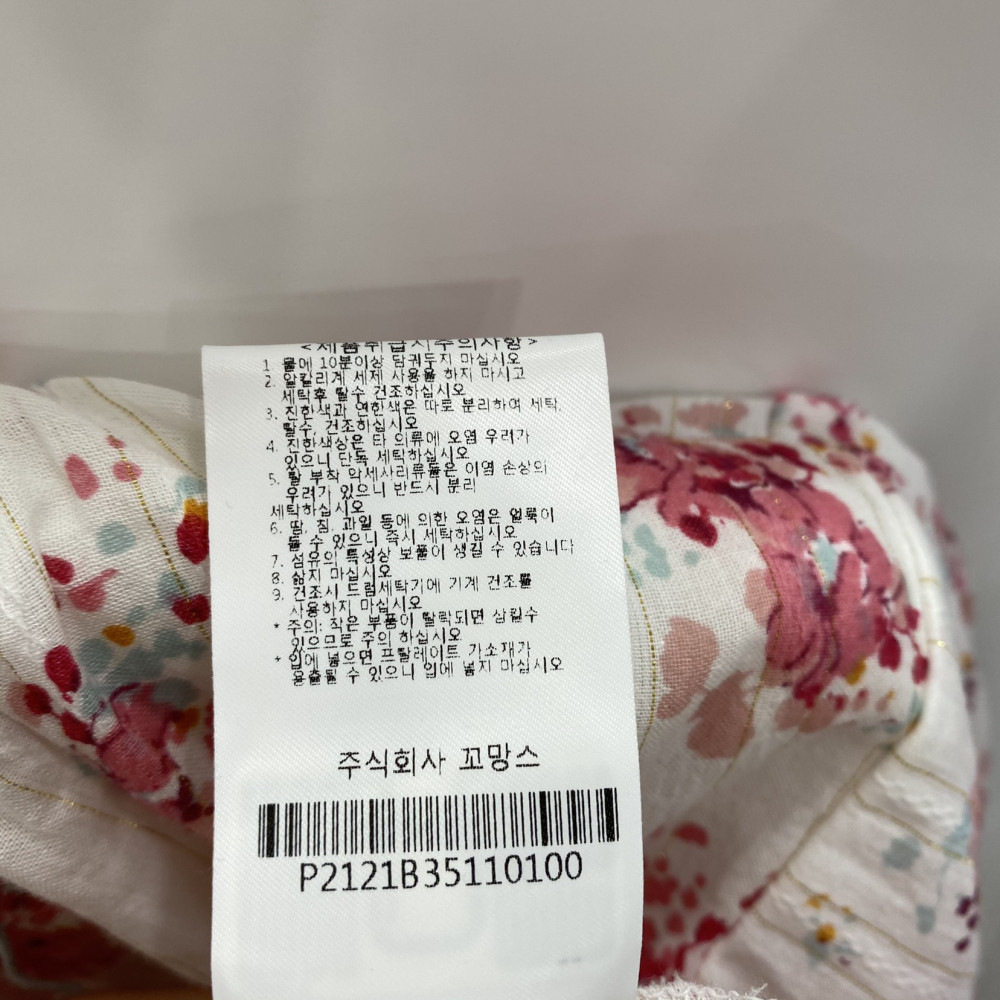 <제품취급시주의사항>
1. 물에 10분이상 담궈두지 마십시오
2. 알칼리계 세제 사용을 하지 마시고
세탁후 탈수 건조하십시오
3. 진한색과 연한색은 따로 분리하여 세탁,
탈수, 건조하십시오
4. 진한색상은 타 의류에 오염 우려가
있으니 단독 세탁하십시오
5. 탈 부착 악세사리류들은 이염 손상의
우려가 있으니 반드시 분리
세탁하십시오
6. 땀, 침, 과일 등에 의한 오염은 얼룩이
될 수 있으니 즉시 세탁하십시오
7. 섬유의 특성상 보풀이 생길 수 있습니다
8. 삶지 마십시오
9. 건조시 드럼세탁기에 기계 건조를
사용하지 마십시오
* 주의: 작은 부품이 탈락되면 삼킬수
있으므로 주의 하십시오
* 입에 넣으면 프탈레이트 가소재가
용출될 수 있으니 입에 넣지 마십시오
주식회사 꼬망스
P2121B35110100